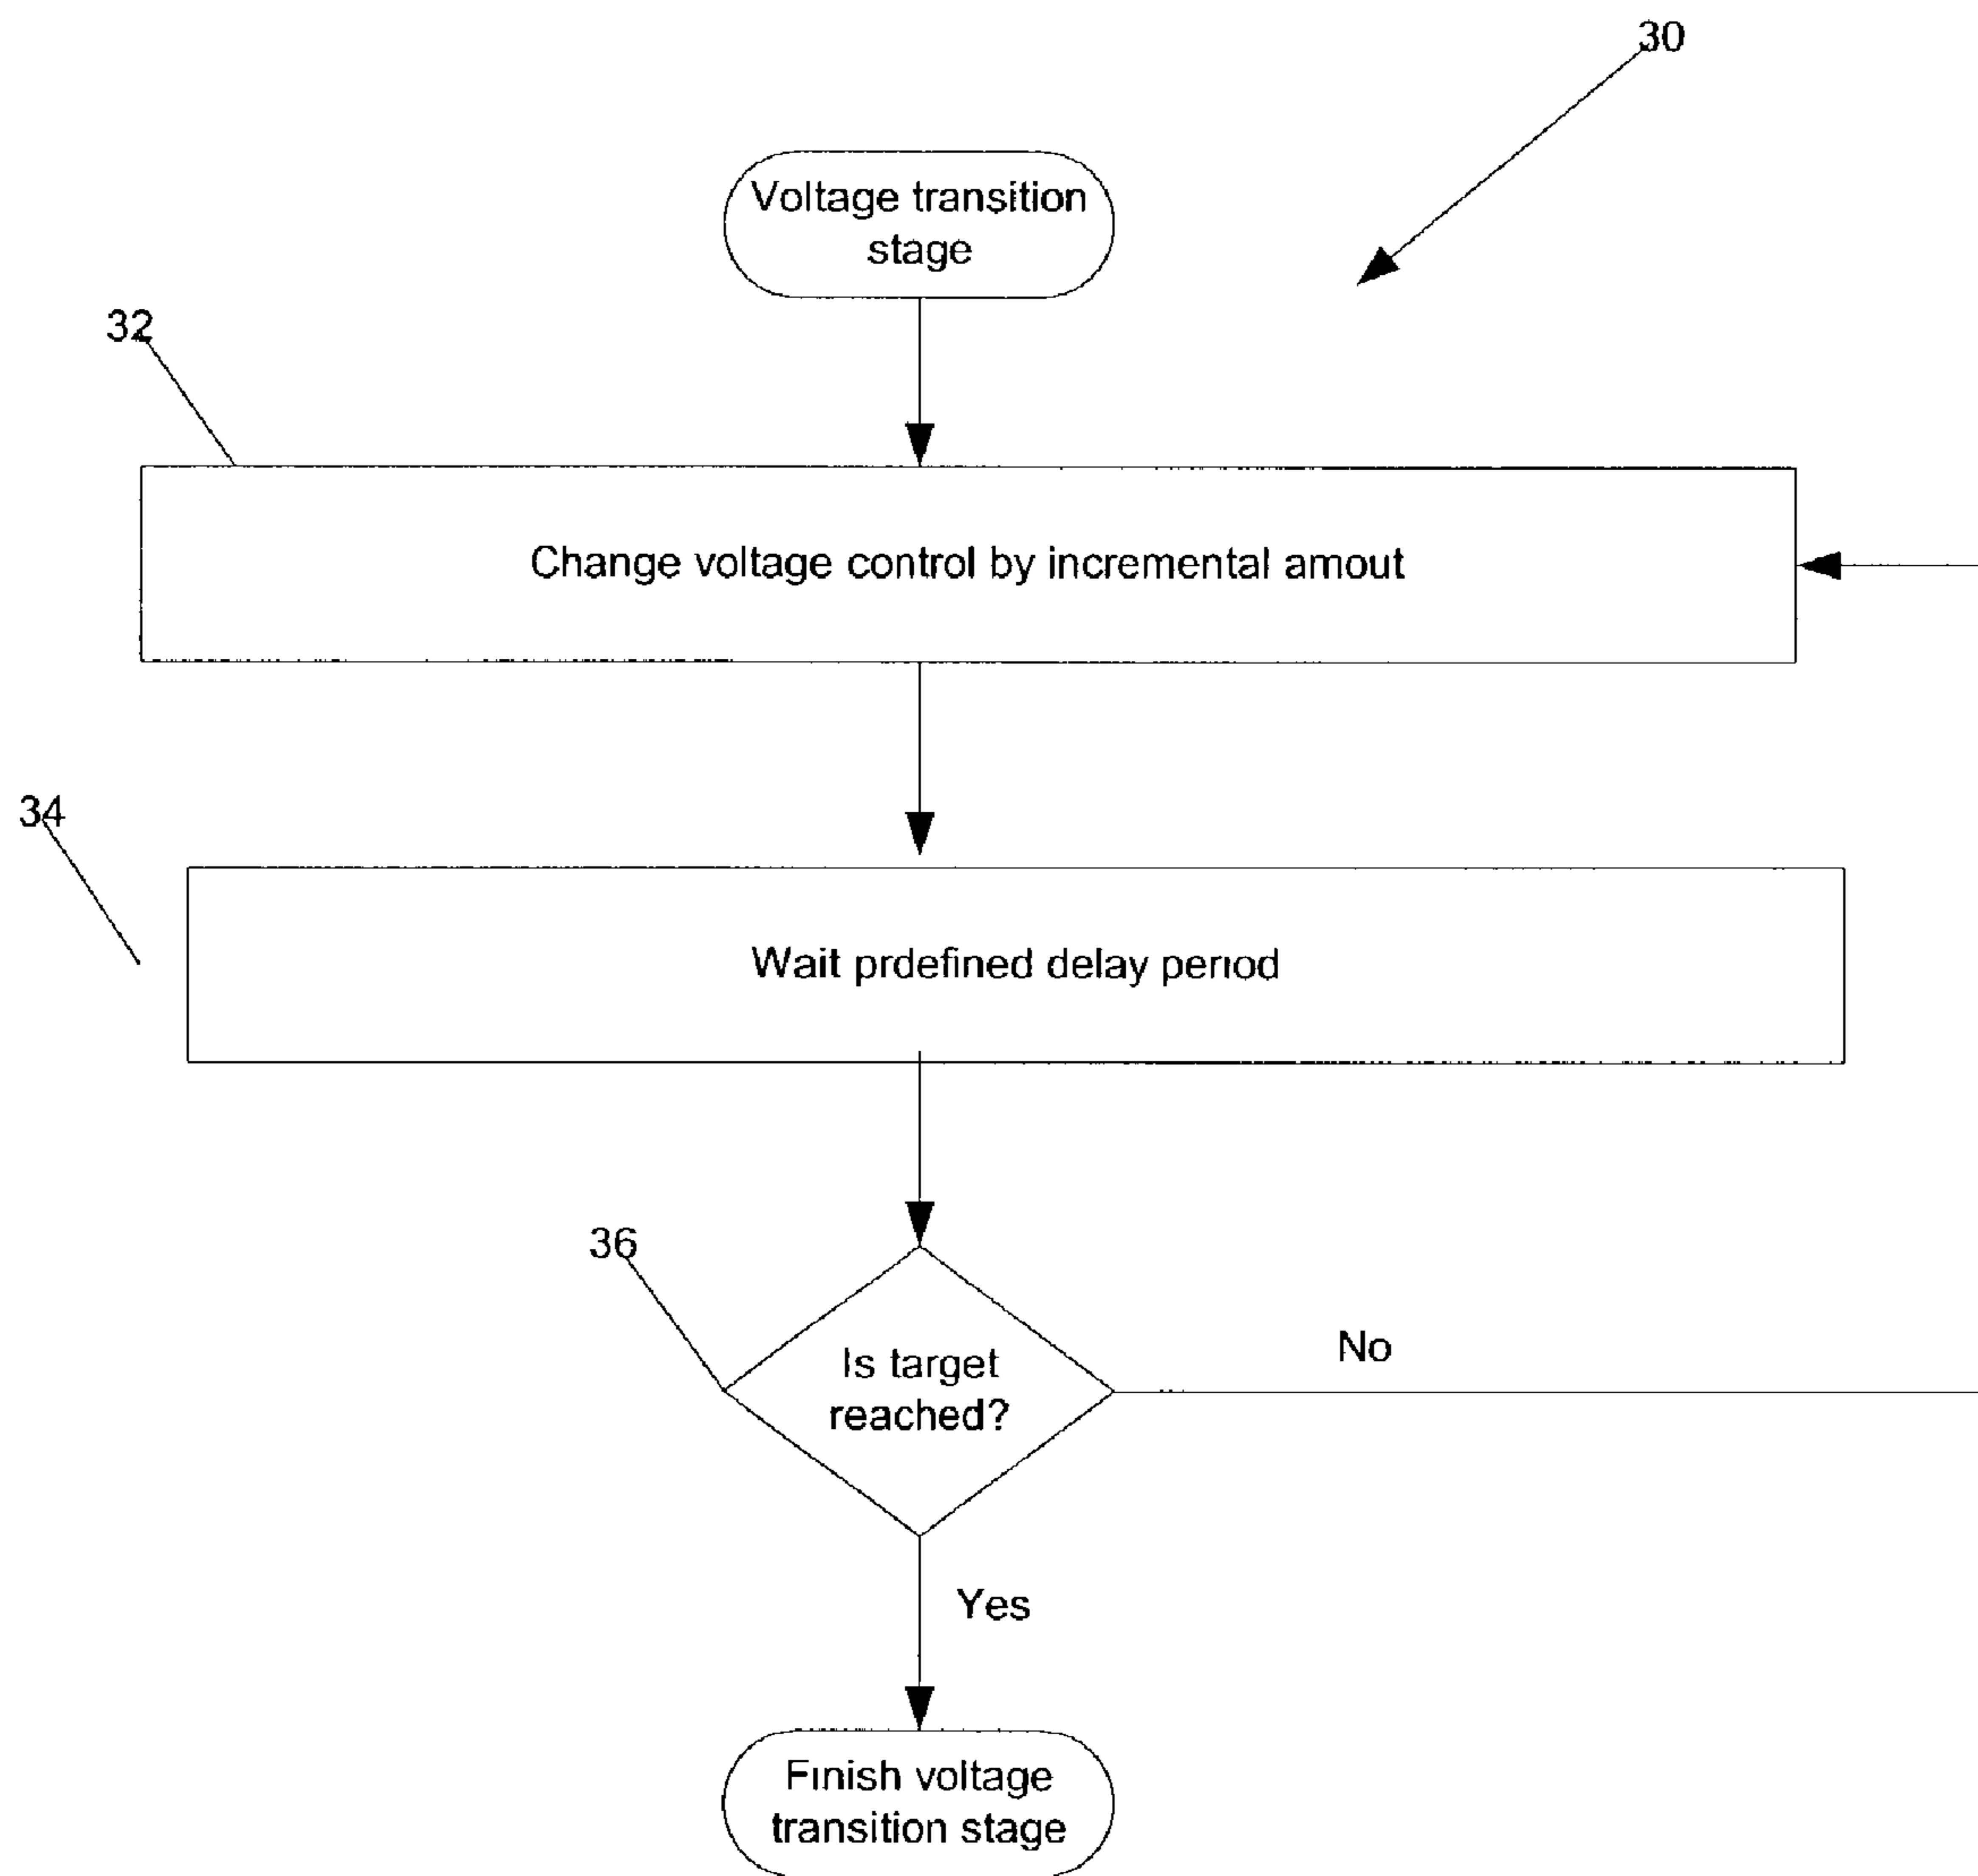 30
Voltage transition
stage
32
Change voltage control by incremental amout
34
Wait prdefined delay period
36
Is target
reached?
No
Yes
Finish voltage
transition stage